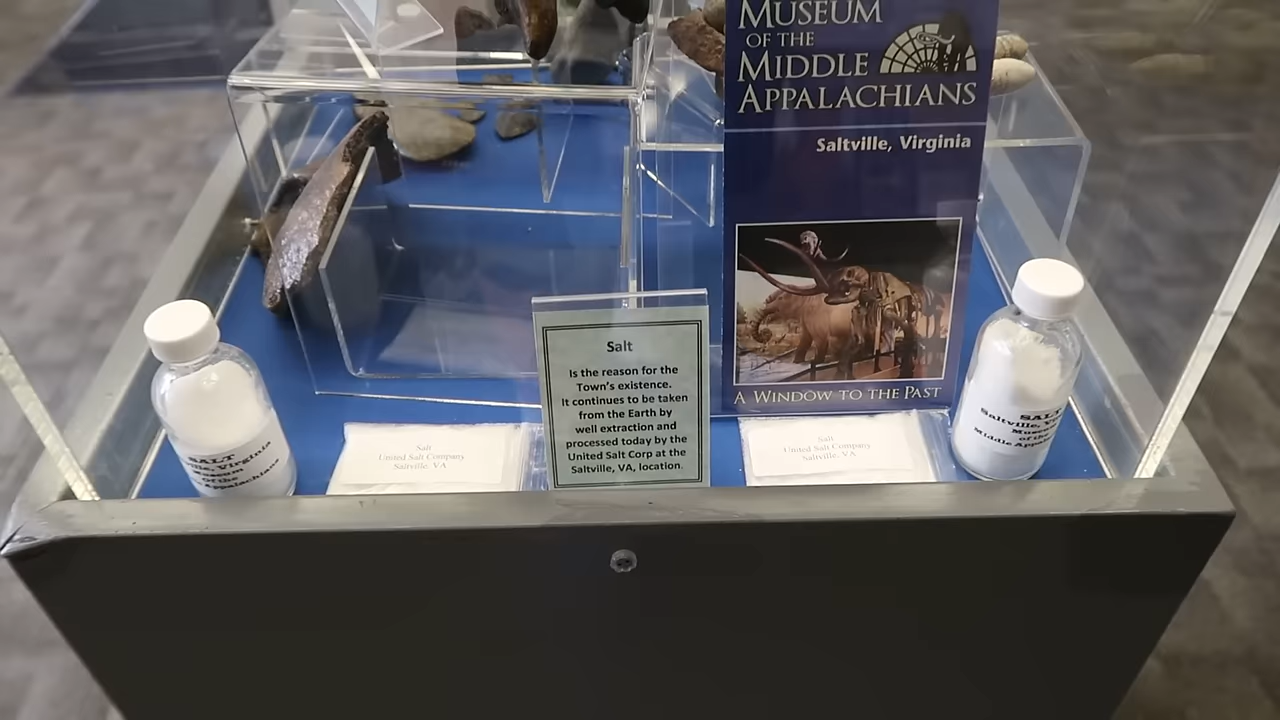 MUSEUM
OF THE
MIDDLE
APPALACHIANS
Saltville, Virginia
A WINDOW TO THE PAST
Salt
Is the reason for the
Town's existence.
It continues to be taken
from the Earth by
well extraction and
processed today by the
United Salt Corp at the
Saltville, VA, location.
SALT
Virginia
Museum
of the
Appalachians
Salt
United Salt Company
Saltville, VA
Salt
United Salt Company
Saltville, VA
SALT
Saltville,
Museum
of the
Middle